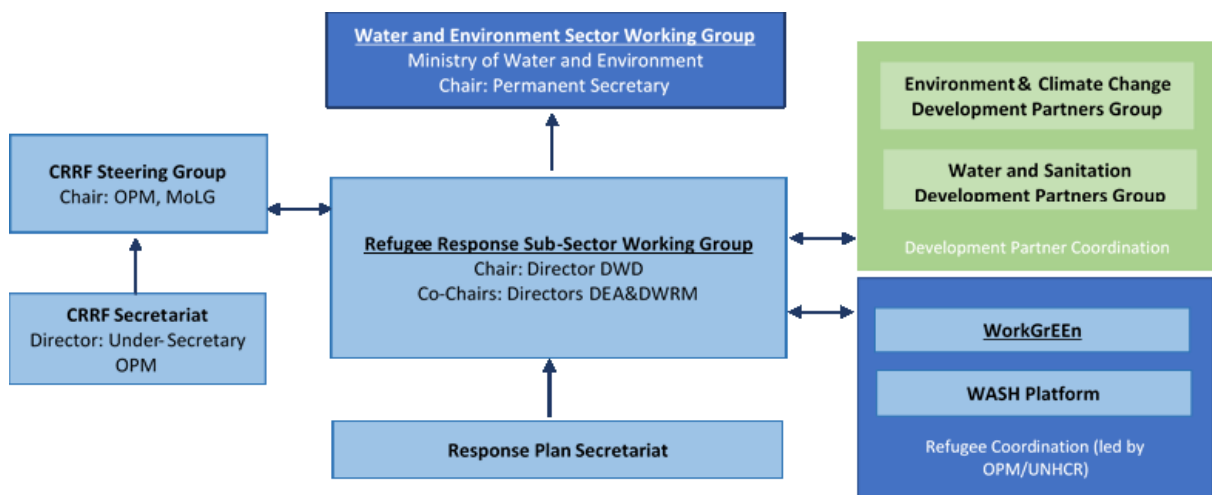 Water and Environment Sector Working Group
Ministry of Water and Environment
Chair: Permanent Secretary
CRRF Steering Group
Chair: OPM, MoLG
CRRF Secretariat
Director: Under-Secretary
OPM
Refugee Response Sub-Sector Working Group
Chair: Director DWD
Co-Chairs: Directors DEA&DWRM
Response Plan Secretariat
Environment & Climate Change
Development Partners Group
Water and Sanitation
Development Partners Group
Development Partner Coordination
WorkGrEEn
WASH Platform
Refugee Coordination (led by
OPM/UNHCR)